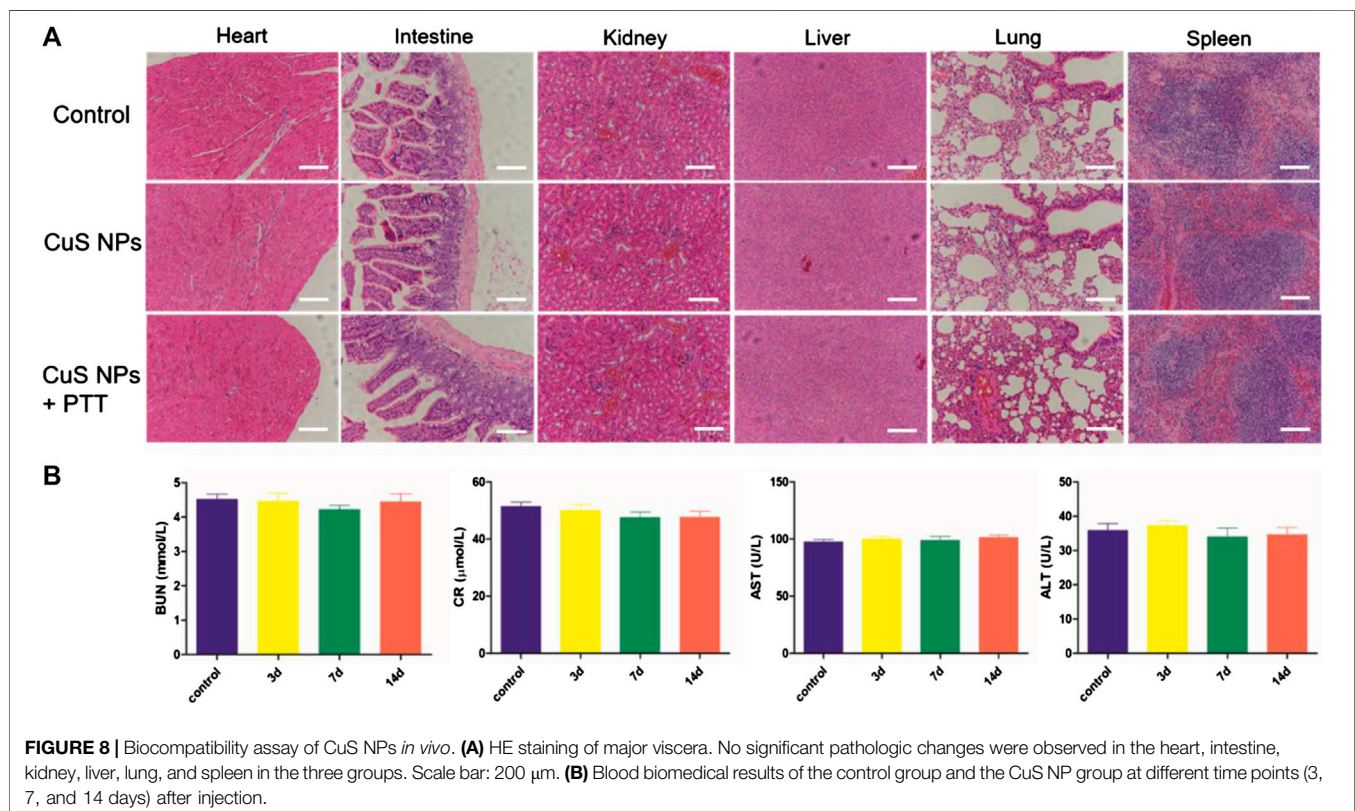 A
Heart Intestine Kidney Liver Lung Spleen
Control
CuS NPs
CuS NPs
+ PTT
B
BUN (mmol/L)
5
4
3
2
1
0
control 3d 7d 14d
CR (μmol/L)
60
40
20
0
control 3d 7d 14d
AST (U/L)
150
100
50
0
control 3d 7d 14d
ALT (U/L)
50
40
30
20
10
0
control 3d 7d 14d
FIGURE 8 | Biocompatibility assay of CuS NPs in vivo. (A) HE staining of major viscera. No significant pathologic changes were observed in the heart, intestine,
kidney, liver, lung, and spleen in the three groups. Scale bar: 200 μm. (B) Blood biomedical results of the control group and the CuS NP group at different time points (3,
7, and 14 days) after injection.